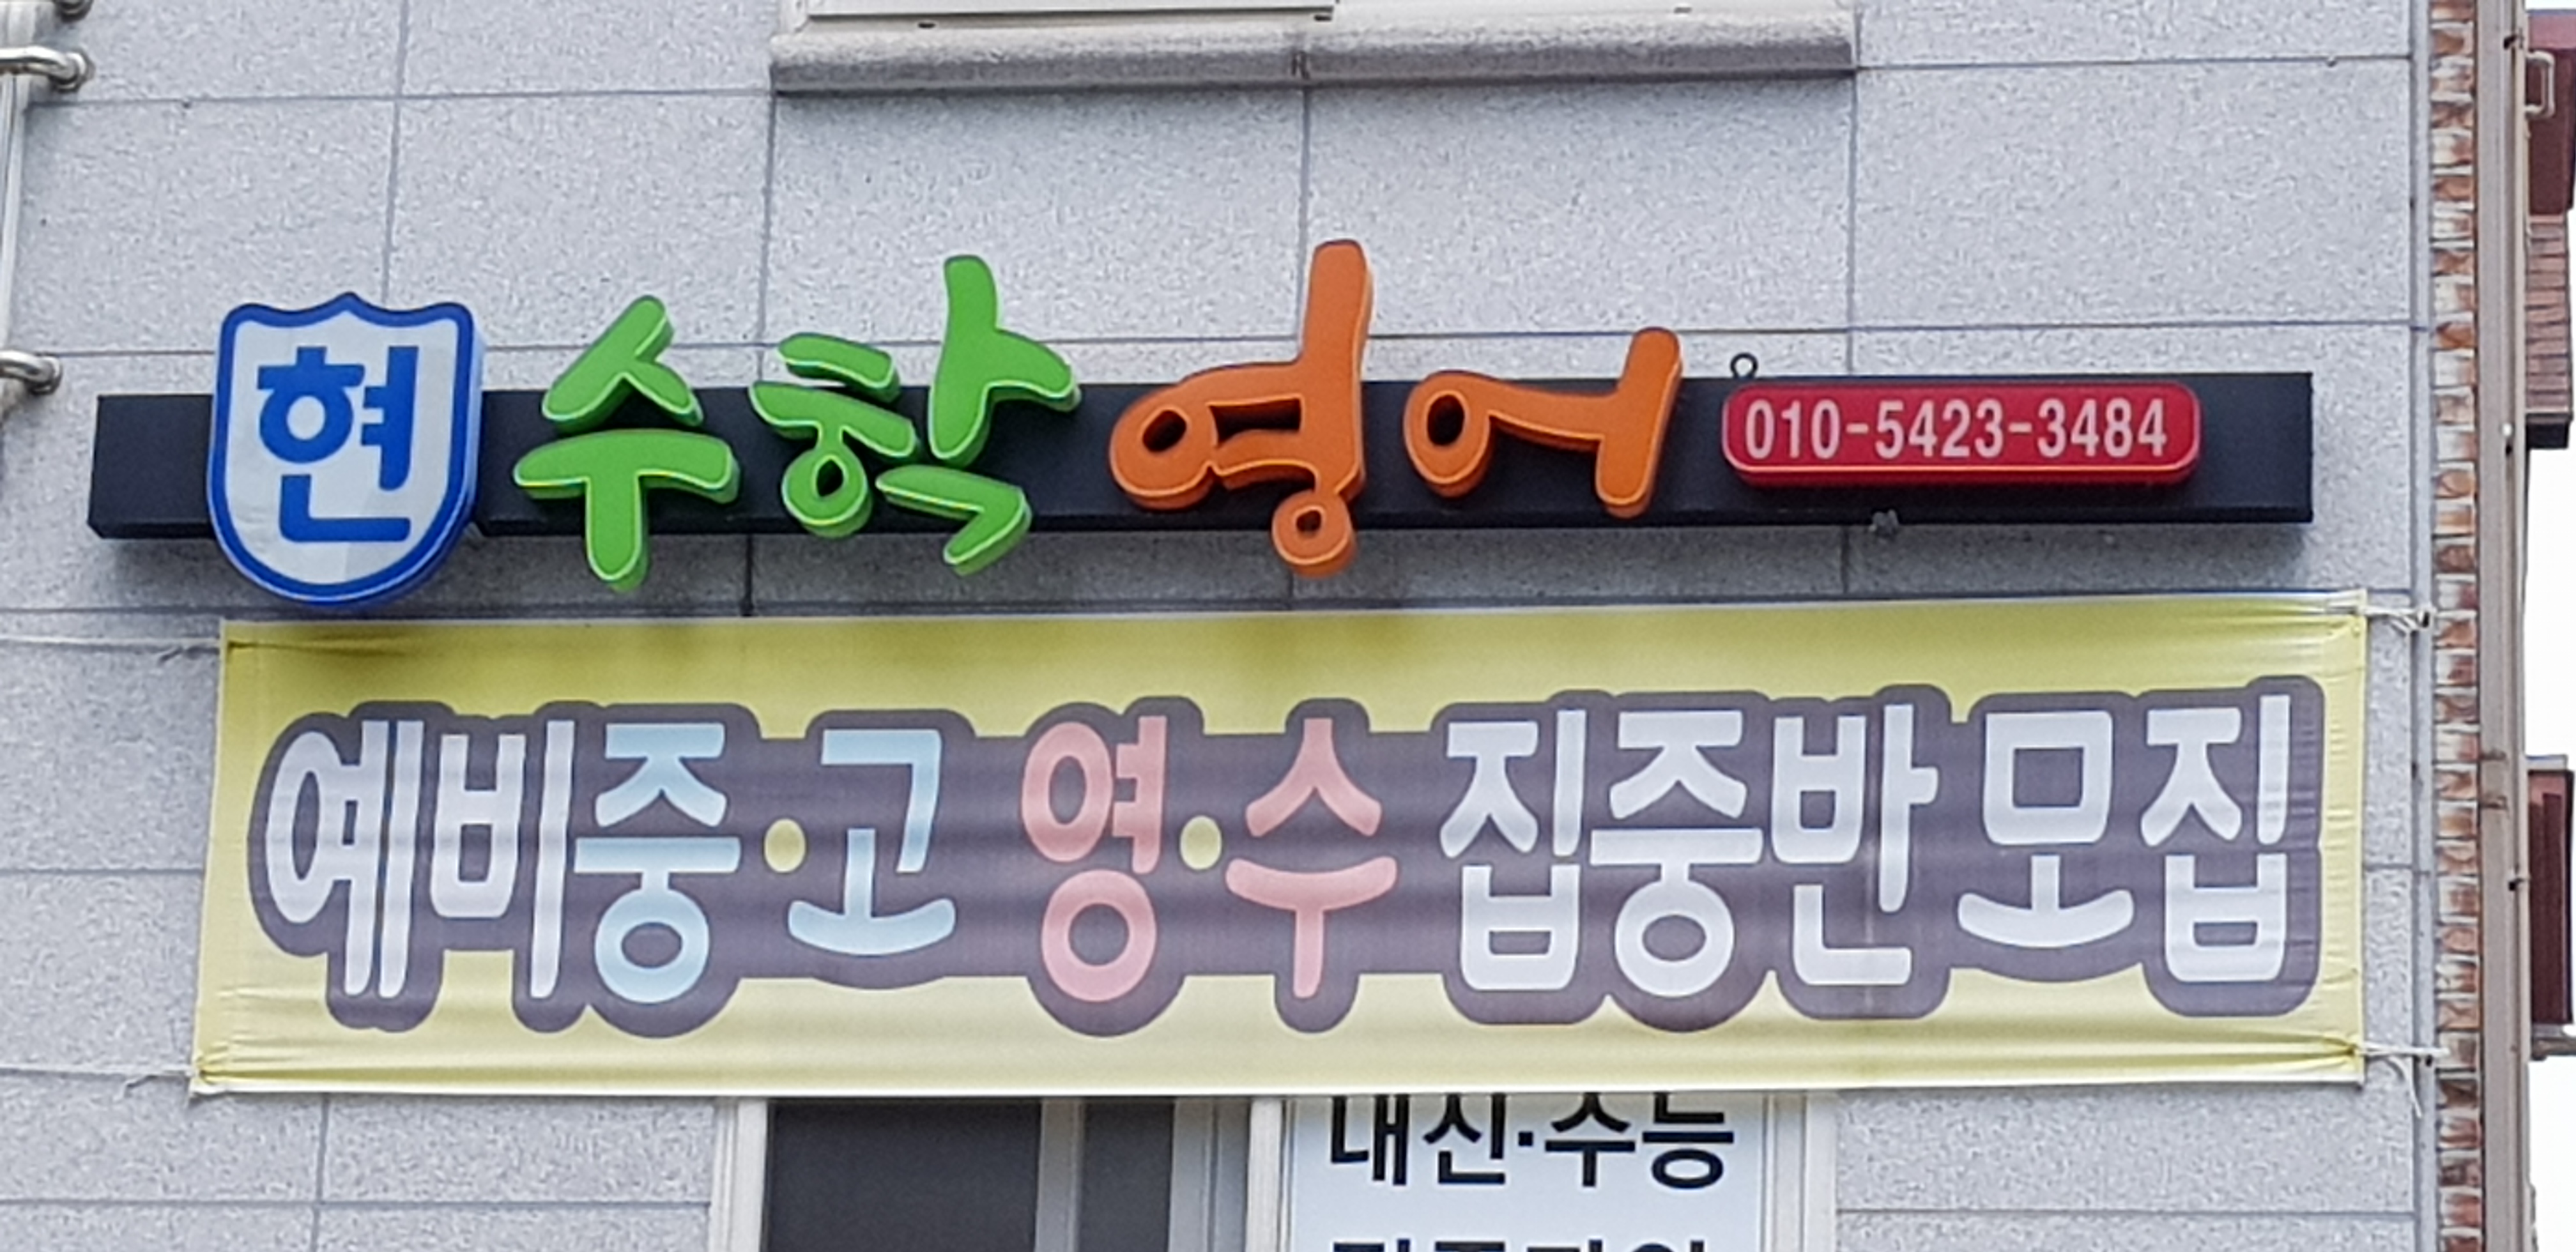 현 수학 영어 010-5423-3484
예비중·고 영·수 집중반 모집
내신·수능